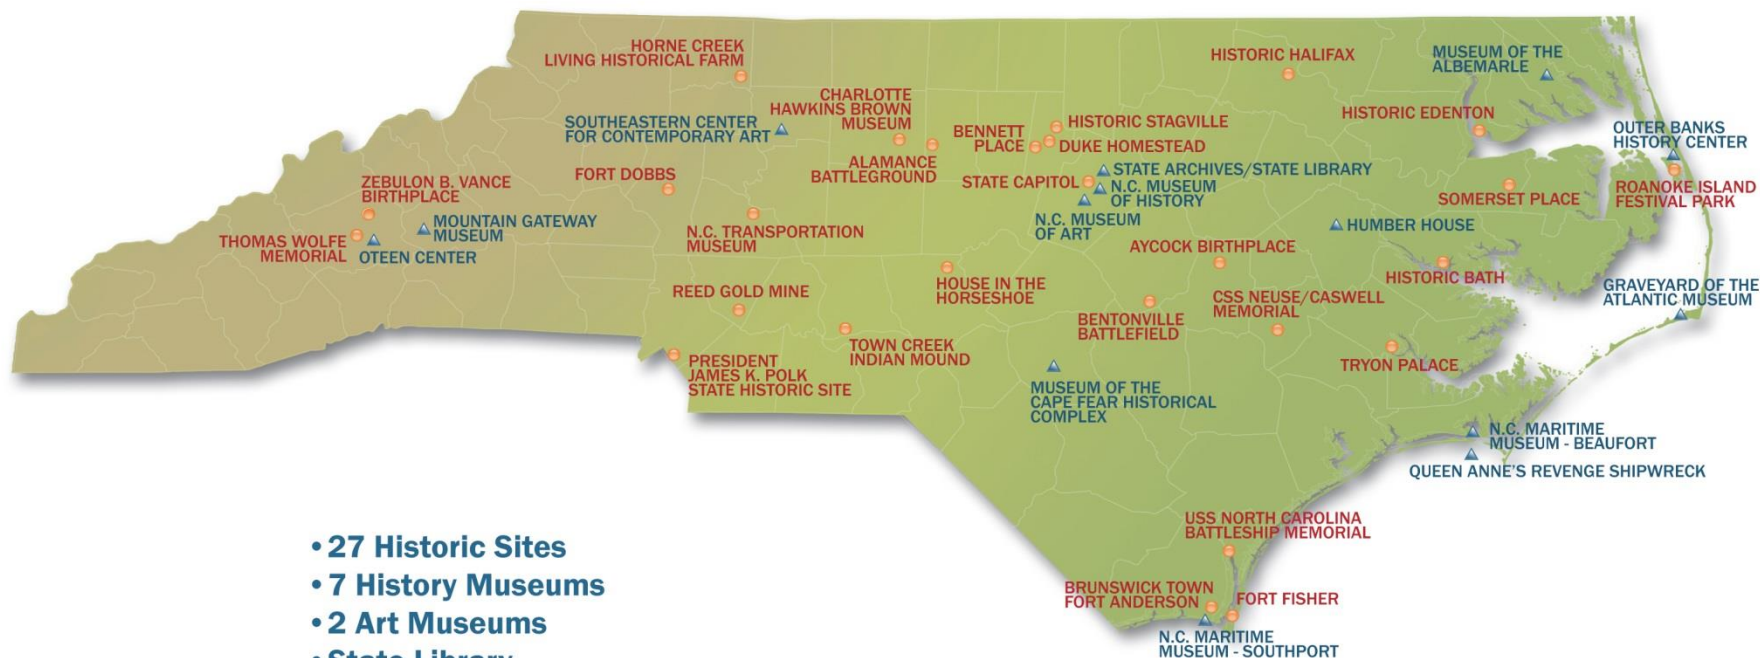 HORNE CREEK
LIVING HISTORICAL FARM
HISTORIC HALIFAX
MUSEUM OF THE
ALBEMARLE
CHARLOTTE
HAWKINS BROWN
MUSEUM
SOUTHEASTERN CENTER
FOR CONTEMPORARY ART
HISTORIC EDENTON
HISTORIC STAGVILLE
BENNETT
PLACE
DUKE HOMESTEAD
OUTER BANKS
HISTORY CENTER
ALAMANCE
BATTLEGROUND
STATE ARCHIVES/STATE LIBRARY
FORT DOBBS
STATE CAPITOL
N.C. MUSEUM
OF HISTORY
ZEBULON B. VANCE
BIRTHPLACE
SOMERSET PLACE
ROANOKE ISLAND
FESTIVAL PARK
MOUNTAIN GATEWAY
MUSEUM
N.C. MUSEUM
OF ART
HUMBER HOUSE
N.C. TRANSPORTATION
MUSEUM
THOMAS WOLFE
MEMORIAL
OTEEN CENTER
AYCOCK BIRTHPLACE
HISTORIC BATH
HOUSE IN THE
HORSESHOE
GRAVEYARD OF THE
ATLANTIC MUSEUM
REED GOLD MINE
CSS NEUSE/CASWELL
MEMORIAL
BENTONVILLE
BATTLEFIELD
TOWN CREEK
INDIAN MOUND
PRESIDENT
JAMES K. POLK
STATE HISTORIC SITE
TRYON PALACE
MUSEUM OF THE
CAPE FEAR HISTORICAL
COMPLEX
N.C. MARITIME
MUSEUM - BEAUFORT
QUEEN ANNE'S REVENGE SHIPWRECK
USS NORTH CAROLINA
BATTLESHIP MEMORIAL
BRUNSWICK TOWN
FORT ANDERSON
FORT FISHER
N.C. MARITIME
MUSEUM - SOUTHPORT
• 27 Historic Sites
• 7 History Museums
• 2 Art Museums
• State Library